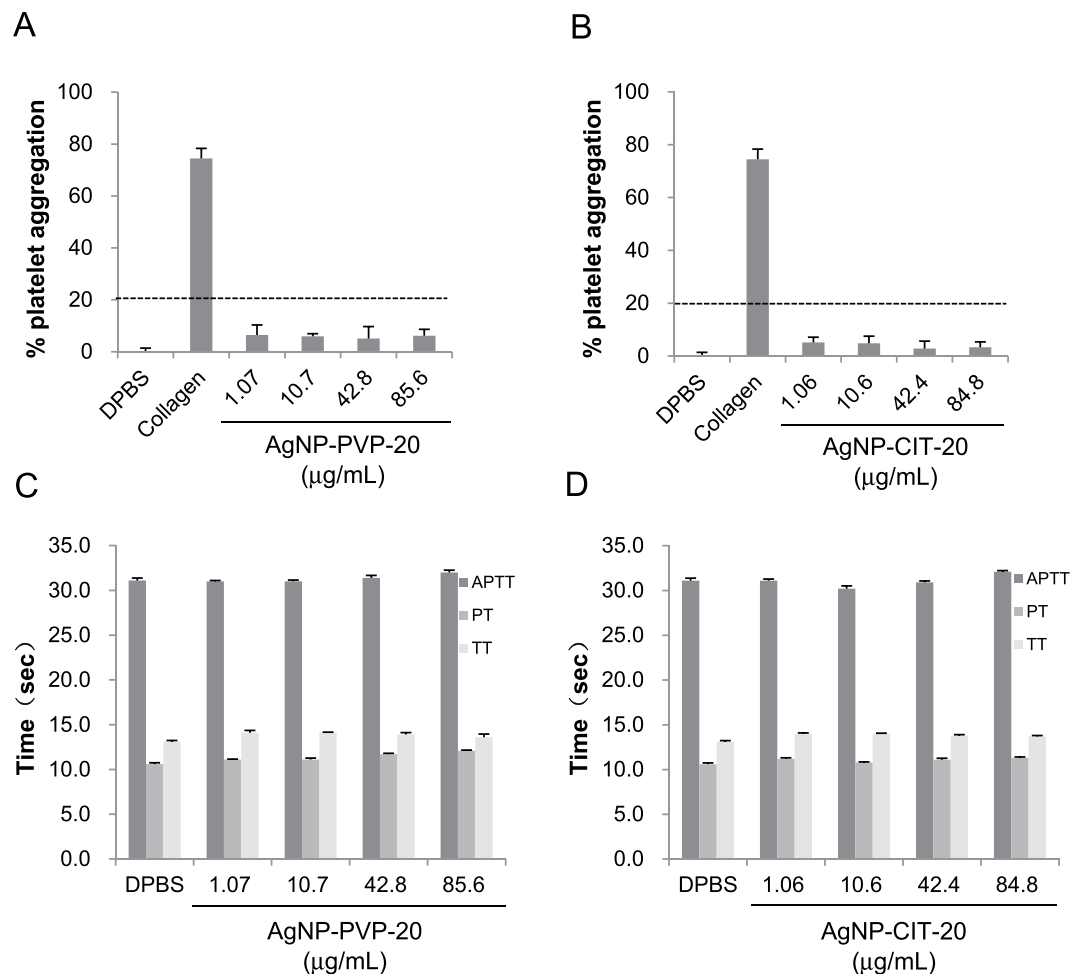 A
% platelet aggregation
100
80
60
40
20
0
DPBS
Collagen
1.07
10.7
42.8
85.6
AgNP-PVP-20
(μg/mL)
B
% platelet aggregation
100
80
60
40
20
0
DPBS
Collagen
1.06
10.6
42.4
84.8
AgNP-CIT-20
(μg/mL)
C
Time（sec）
35.0
30.0
25.0
20.0
15.0
10.0
5.0
0.0
APTT
PT
TT
DPBS
1.07
10.7
42.8
85.6
AgNP-PVP-20
(μg/mL)
D
Time（sec）
35.0
30.0
25.0
20.0
15.0
10.0
5.0
0.0
APTT
PT
TT
DPBS
1.06
10.6
42.4
84.8
AgNP-CIT-20
(μg/mL)